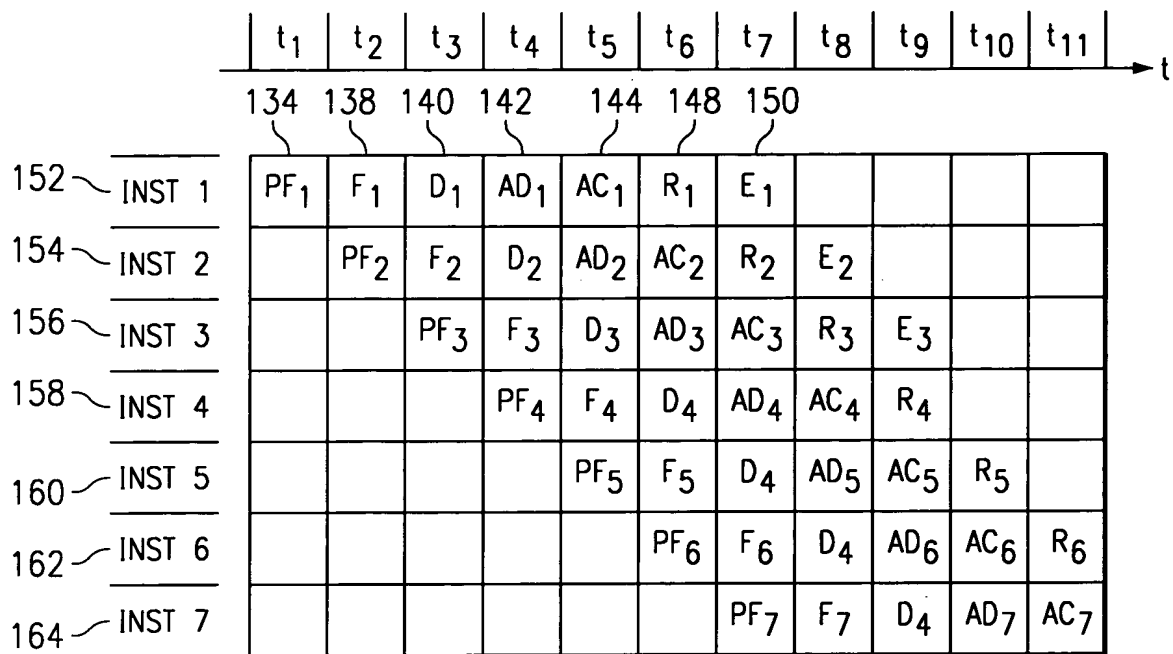 t1 t2 t3 t4 t5 t6 t7 t8 t9 t10 t11
t
134 138 140 142 144 148 150
152 INST 1 PF1 F1 D1 AD1 AC1 R1 E1
154 INST 2 PF2 F2 D2 AD2 AC2 R2 E2
156 INST 3 PF3 F3 D3 AD3 AC3 R3 E3
158 INST 4 PF4 F4 D4 AD4 AC4 R4
160 INST 5 PF5 F5 D4 AD5 AC5 R5
162 INST 6 PF6 F6 D4 AD6 AC6 R6
164 INST 7 PF7 F7 D4 AD7 AC7